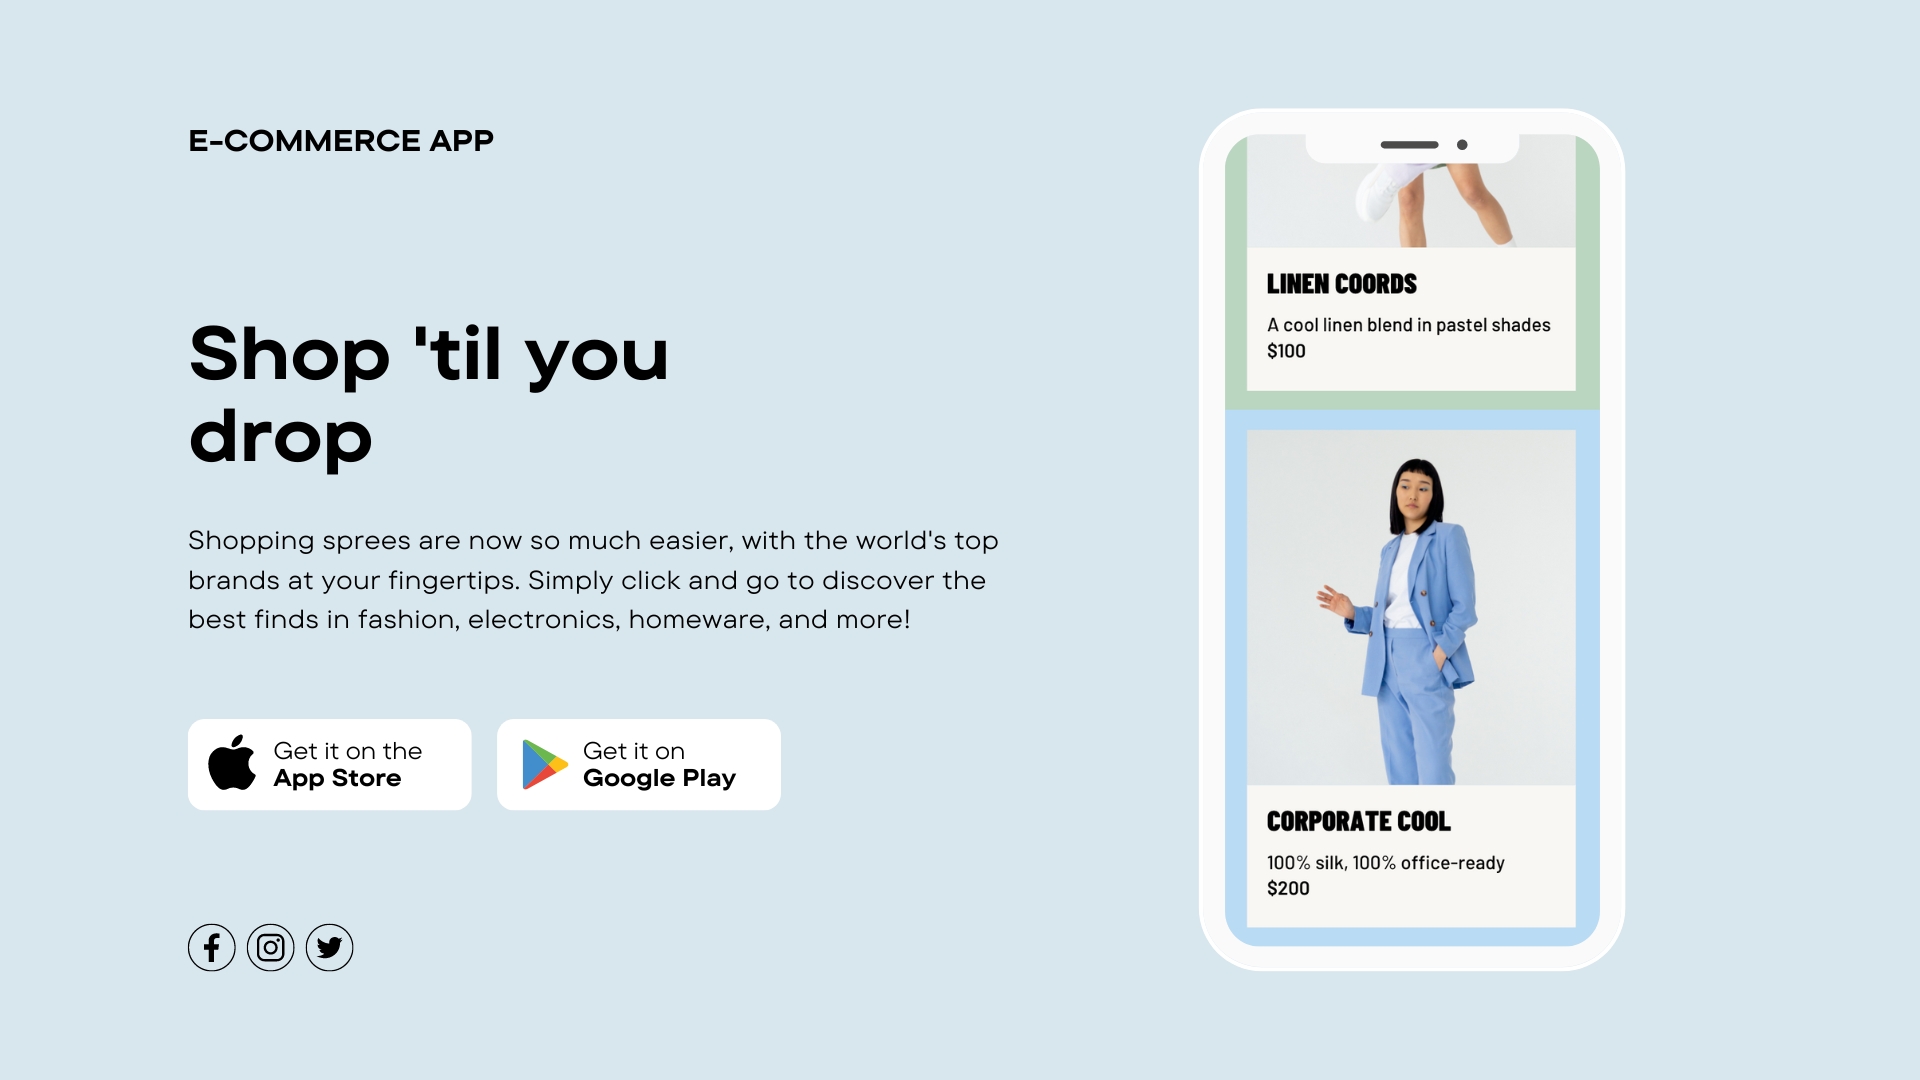 E-COMMERCE APP
Shop 'til you
drop
Shopping sprees are now so much easier, with the world's top
brands at your fingertips. Simply click and go to discover the
best finds in fashion, electronics, homeware, and more!
Get it on the
App Store
Get it on
Google Play
LINEN COORDS
A cool linen blend in pastel shades
$100
CORPORATE COOL
100% silk, 100% office-ready
$200